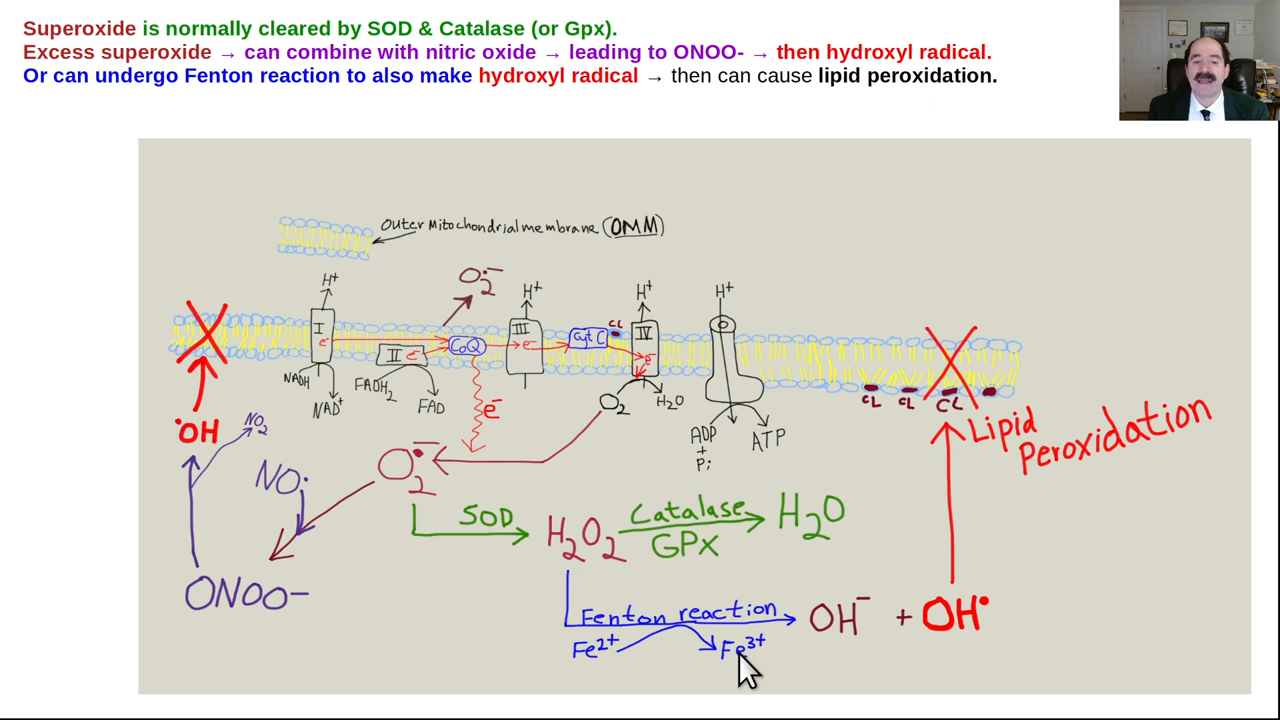 Superoxide is normally cleared by SOD & Catalase (or Gpx).
Excess superoxide → can combine with nitric oxide → leading to ONOO- → then hydroxyl radical.
Or can undergo Fenton reaction to also make hydroxyl radical → then can cause lipid peroxidation.
Outer Mitochondrial membrane (OMM)
H+
O2•−
H+
H+
H+
I
e-
II
e-
CoQ
III
e-
Cyt C
CL
IV
e-
NADH
NAD+
FADH2
FAD
e-
O2
H2O
ADP
+
Pi
ATP
CL
CL
CL
Lipid
Peroxidation
•OH
NO2
NO•
O2•−
SOD
H2O2
Catalase
GPx
H2O
ONOO−
Fenton reaction
OH− + OH•
Fe2+
Fe3+